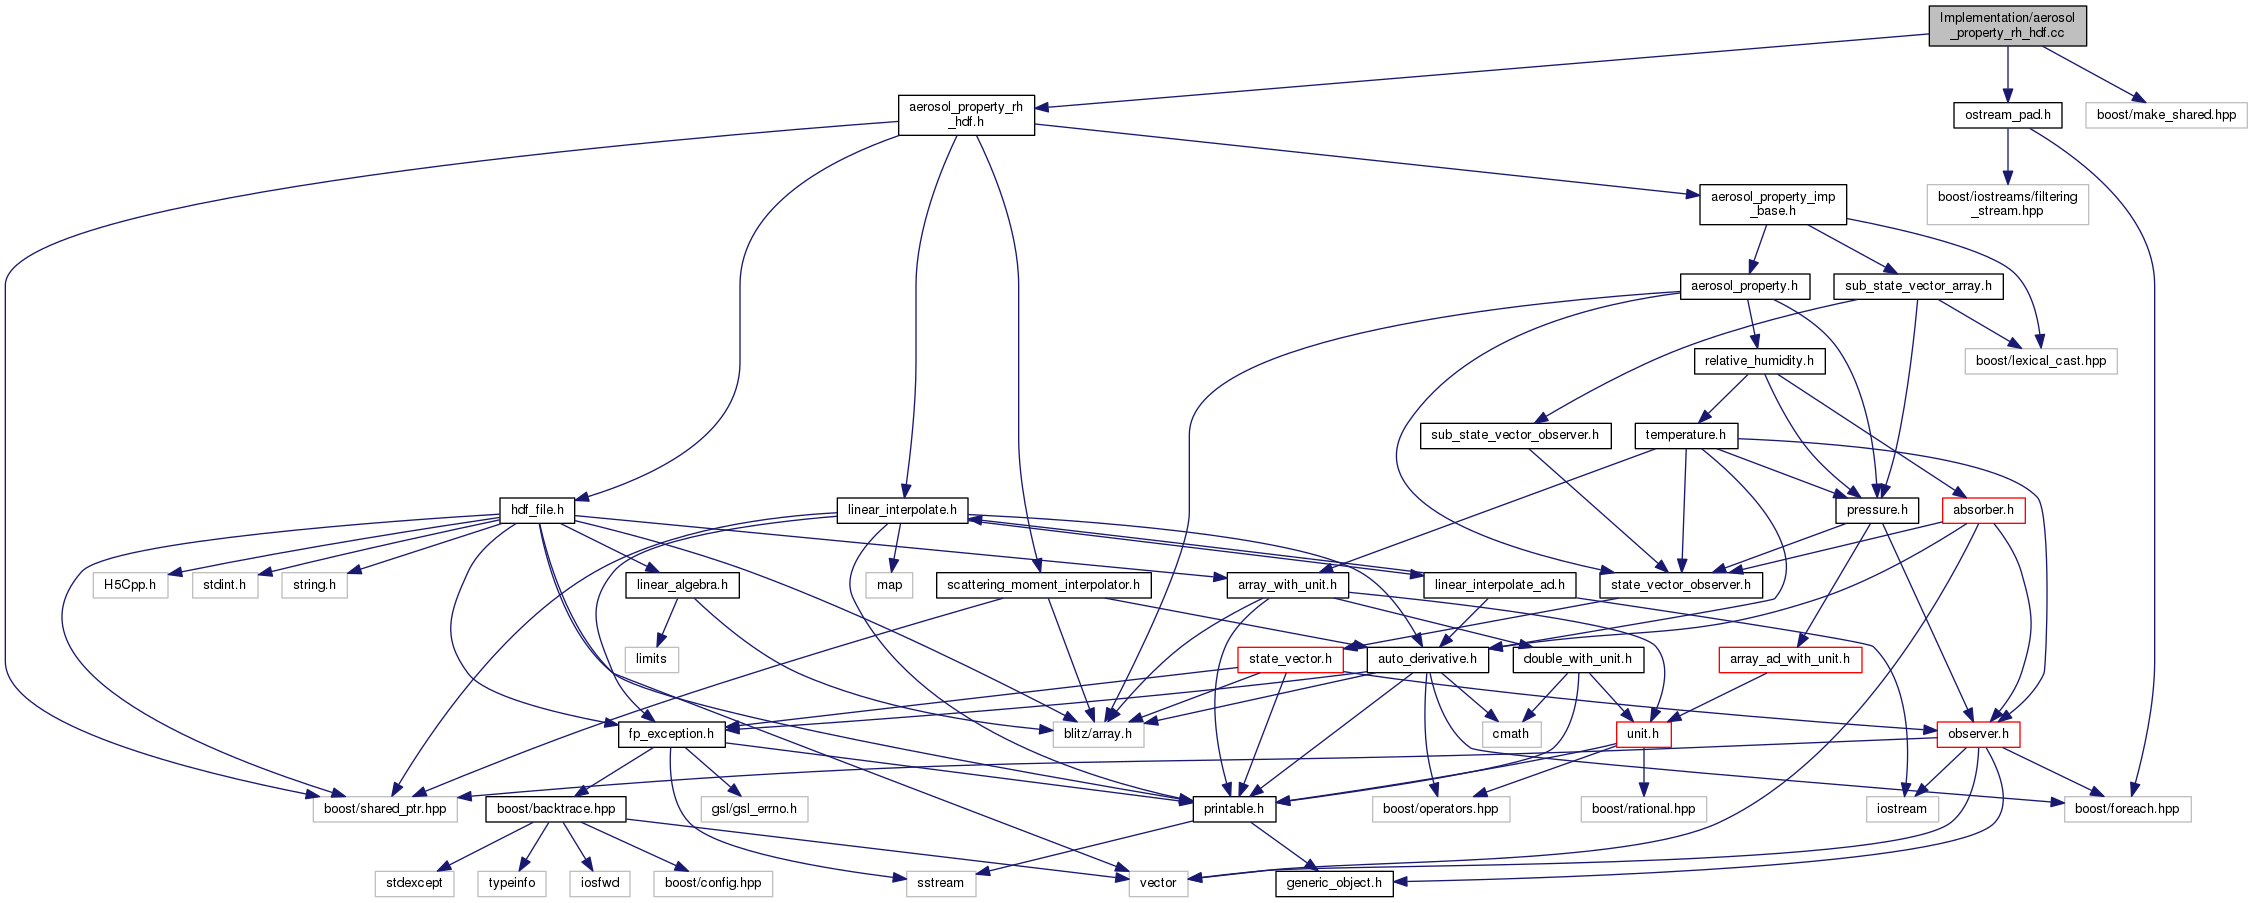 Implementation/aerosol
_property_rh_hdf.cc
aerosol_property_rh
_hdf.h
ostream_pad.h
boost/make_shared.hpp
aerosol_property_imp
_base.h
boost/iostreams/filtering
_stream.hpp
aerosol_property.h
sub_state_vector_array.h
relative_humidity.h
boost/lexical_cast.hpp
sub_state_vector_observer.h
temperature.h
hdf_file.h
linear_interpolate.h
pressure.h
absorber.h
H5Cpp.h
stdint.h
string.h
linear_algebra.h
map
scattering_moment_interpolator.h
array_with_unit.h
linear_interpolate_ad.h
state_vector_observer.h
limits
state_vector.h
auto_derivative.h
double_with_unit.h
array_ad_with_unit.h
fp_exception.h
blitz/array.h
cmath
unit.h
observer.h
boost/shared_ptr.hpp
boost/backtrace.hpp
gsl/gsl_errno.h
printable.h
boost/operators.hpp
boost/rational.hpp
iostream
boost/foreach.hpp
stdexcept
typeinfo
iosfwd
boost/config.hpp
sstream
vector
generic_object.h